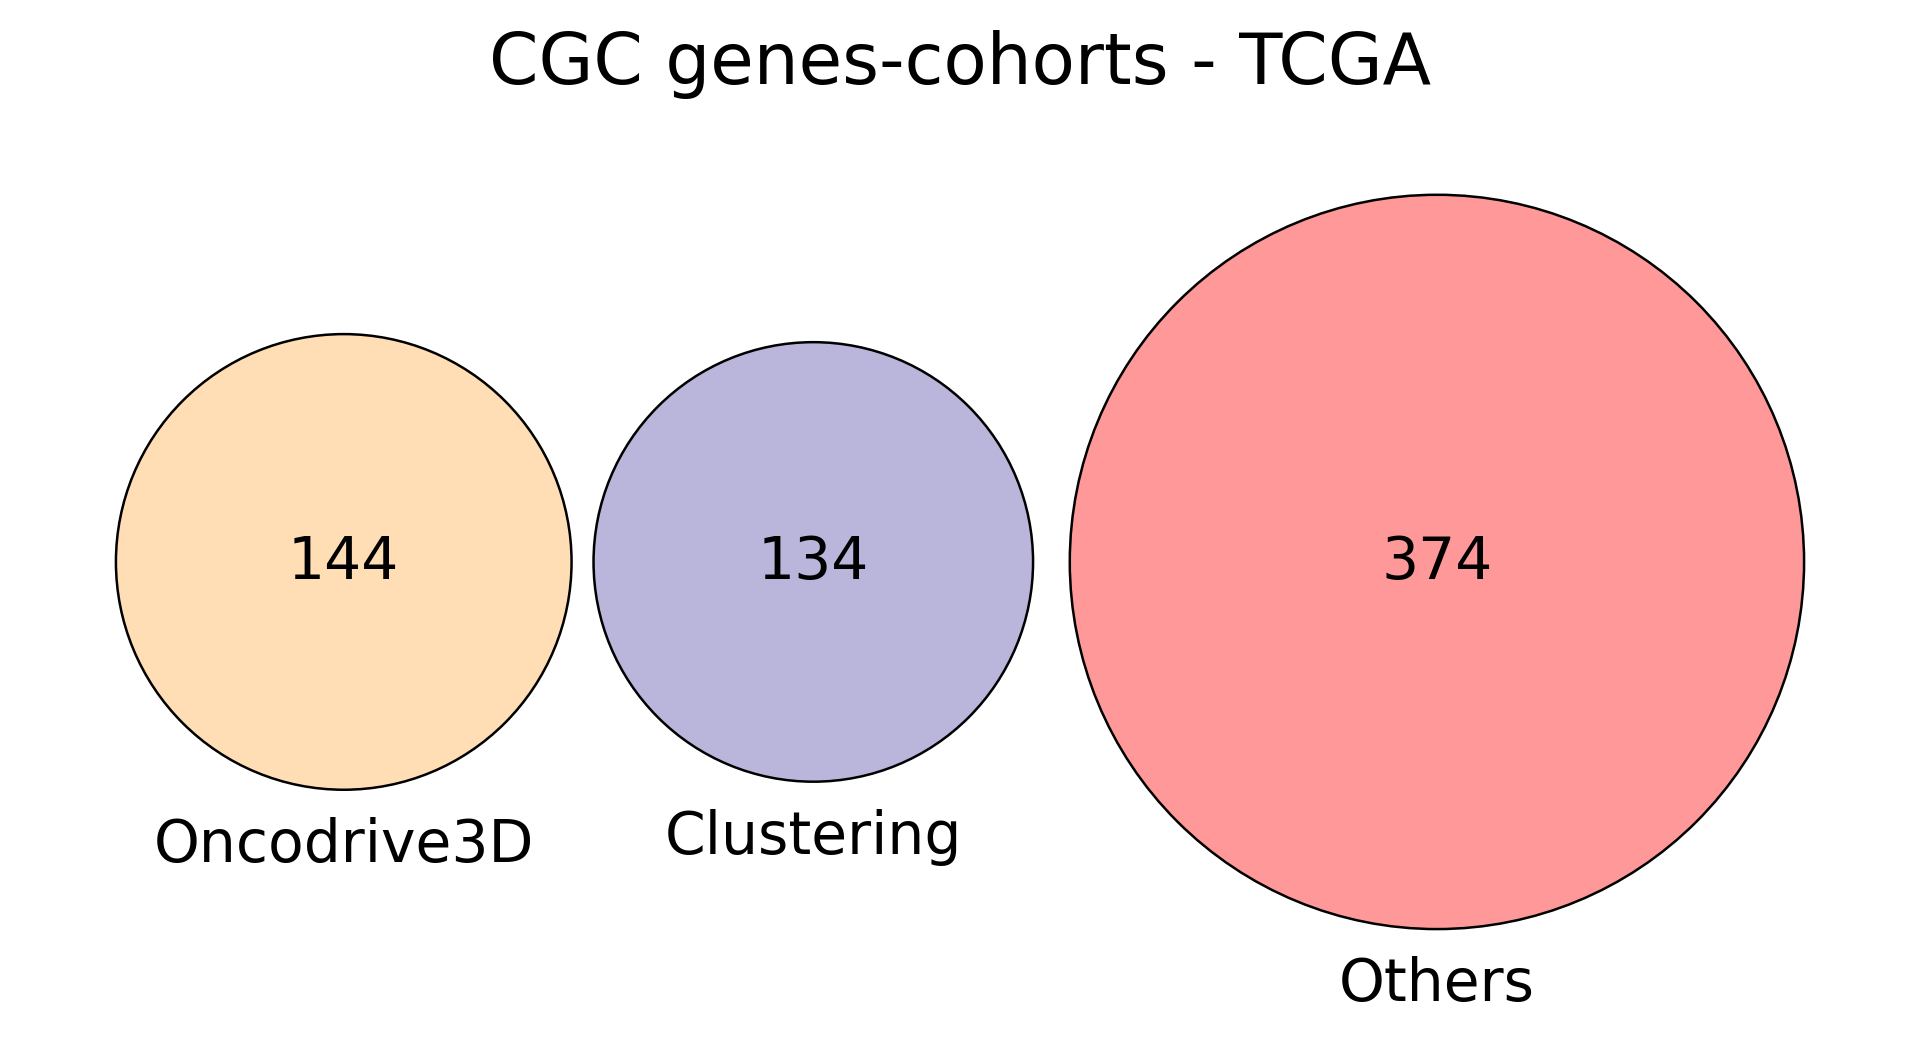 CGC genes-cohorts - TCGA
144
134
374
Oncodrive3D
Clustering
Others